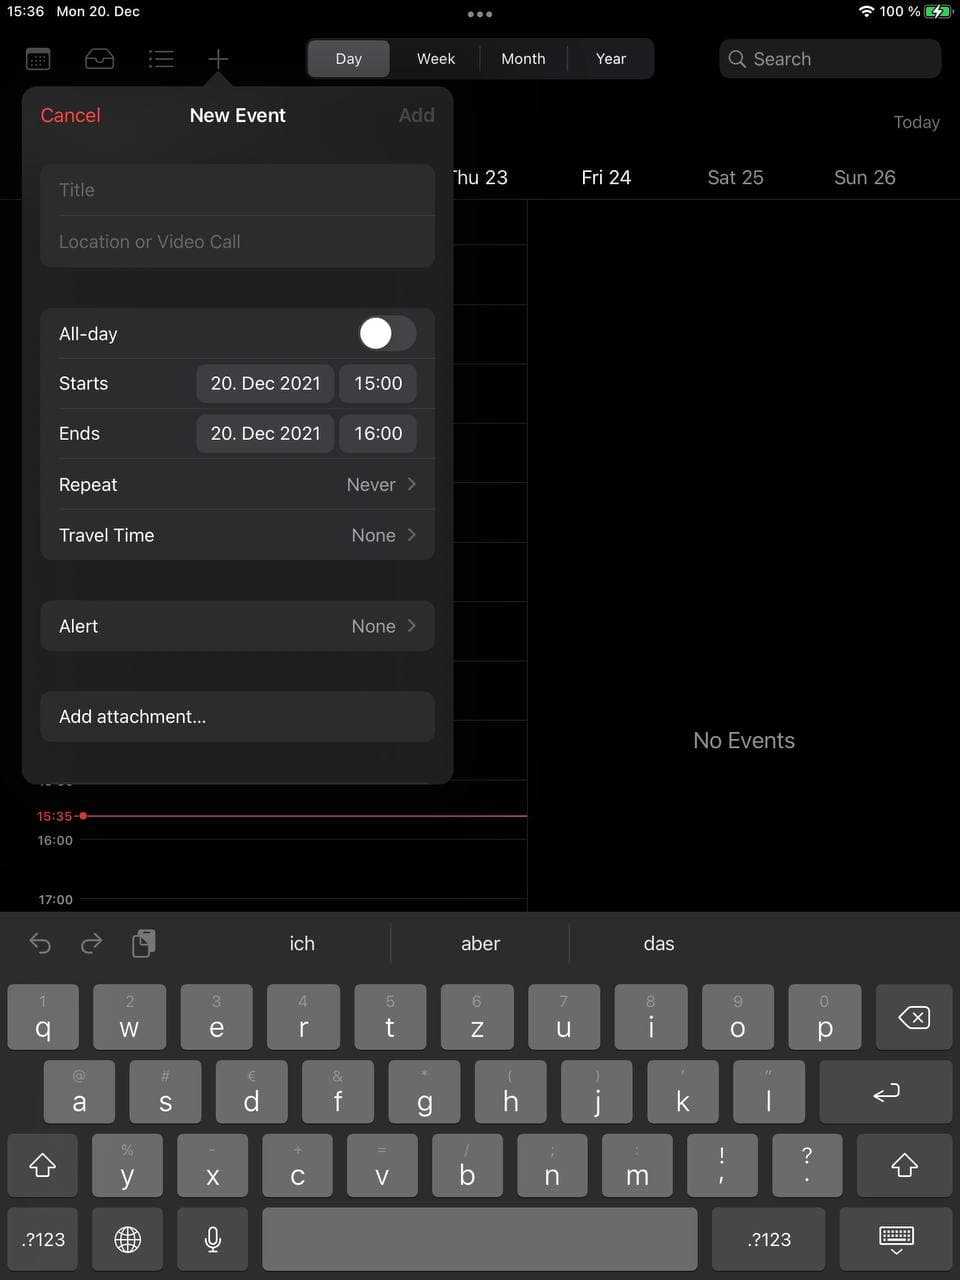 15:36 Mon 20. Dec 100 %
Day Week Month Year Search
Cancel New Event Add
Today
Title
Thu 23 Fri 24 Sat 25 Sun 26
Location or Video Call
All-day
Starts 20. Dec 2021 15:00
Ends 20. Dec 2021 16:00
Repeat Never
Travel Time None
Alert None
Add attachment...
No Events
15:35
16:00
17:00
ich aber das
1 2 3 4 5 6 7 8 9 0
q w e r t z u i o p
@ # € & * ( ) ' "
a s d f g h j k l
% - + = / ; : ! ?
y x c v b n m , .
.?123 .?123